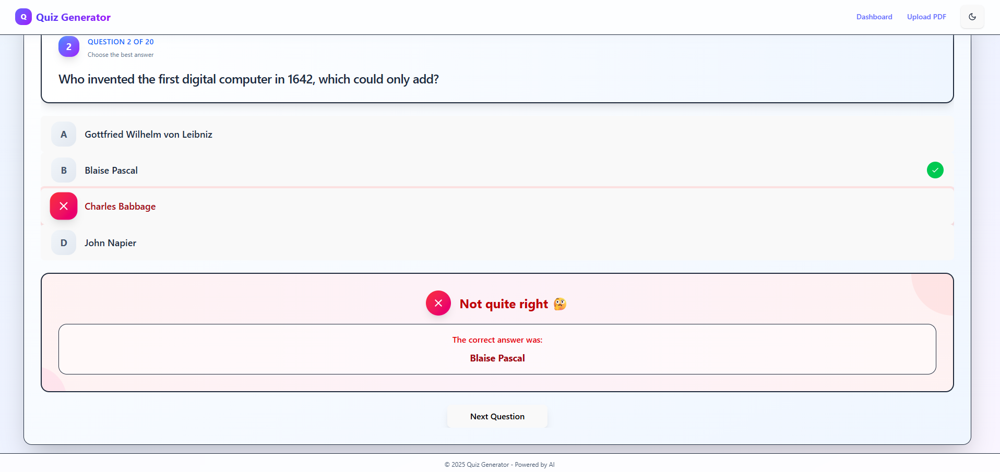 Q Quiz Generator
Dashboard Upload PDF
2
QUESTION 2 OF 20
Choose the best answer
Who invented the first digital computer in 1642, which could only add?
A Gottfried Wilhelm von Leibniz
B Blaise Pascal
Charles Babbage
D John Napier
Not quite right 🤔
The correct answer was:
Blaise Pascal
Next Question
© 2025 Quiz Generator - Powered by AI